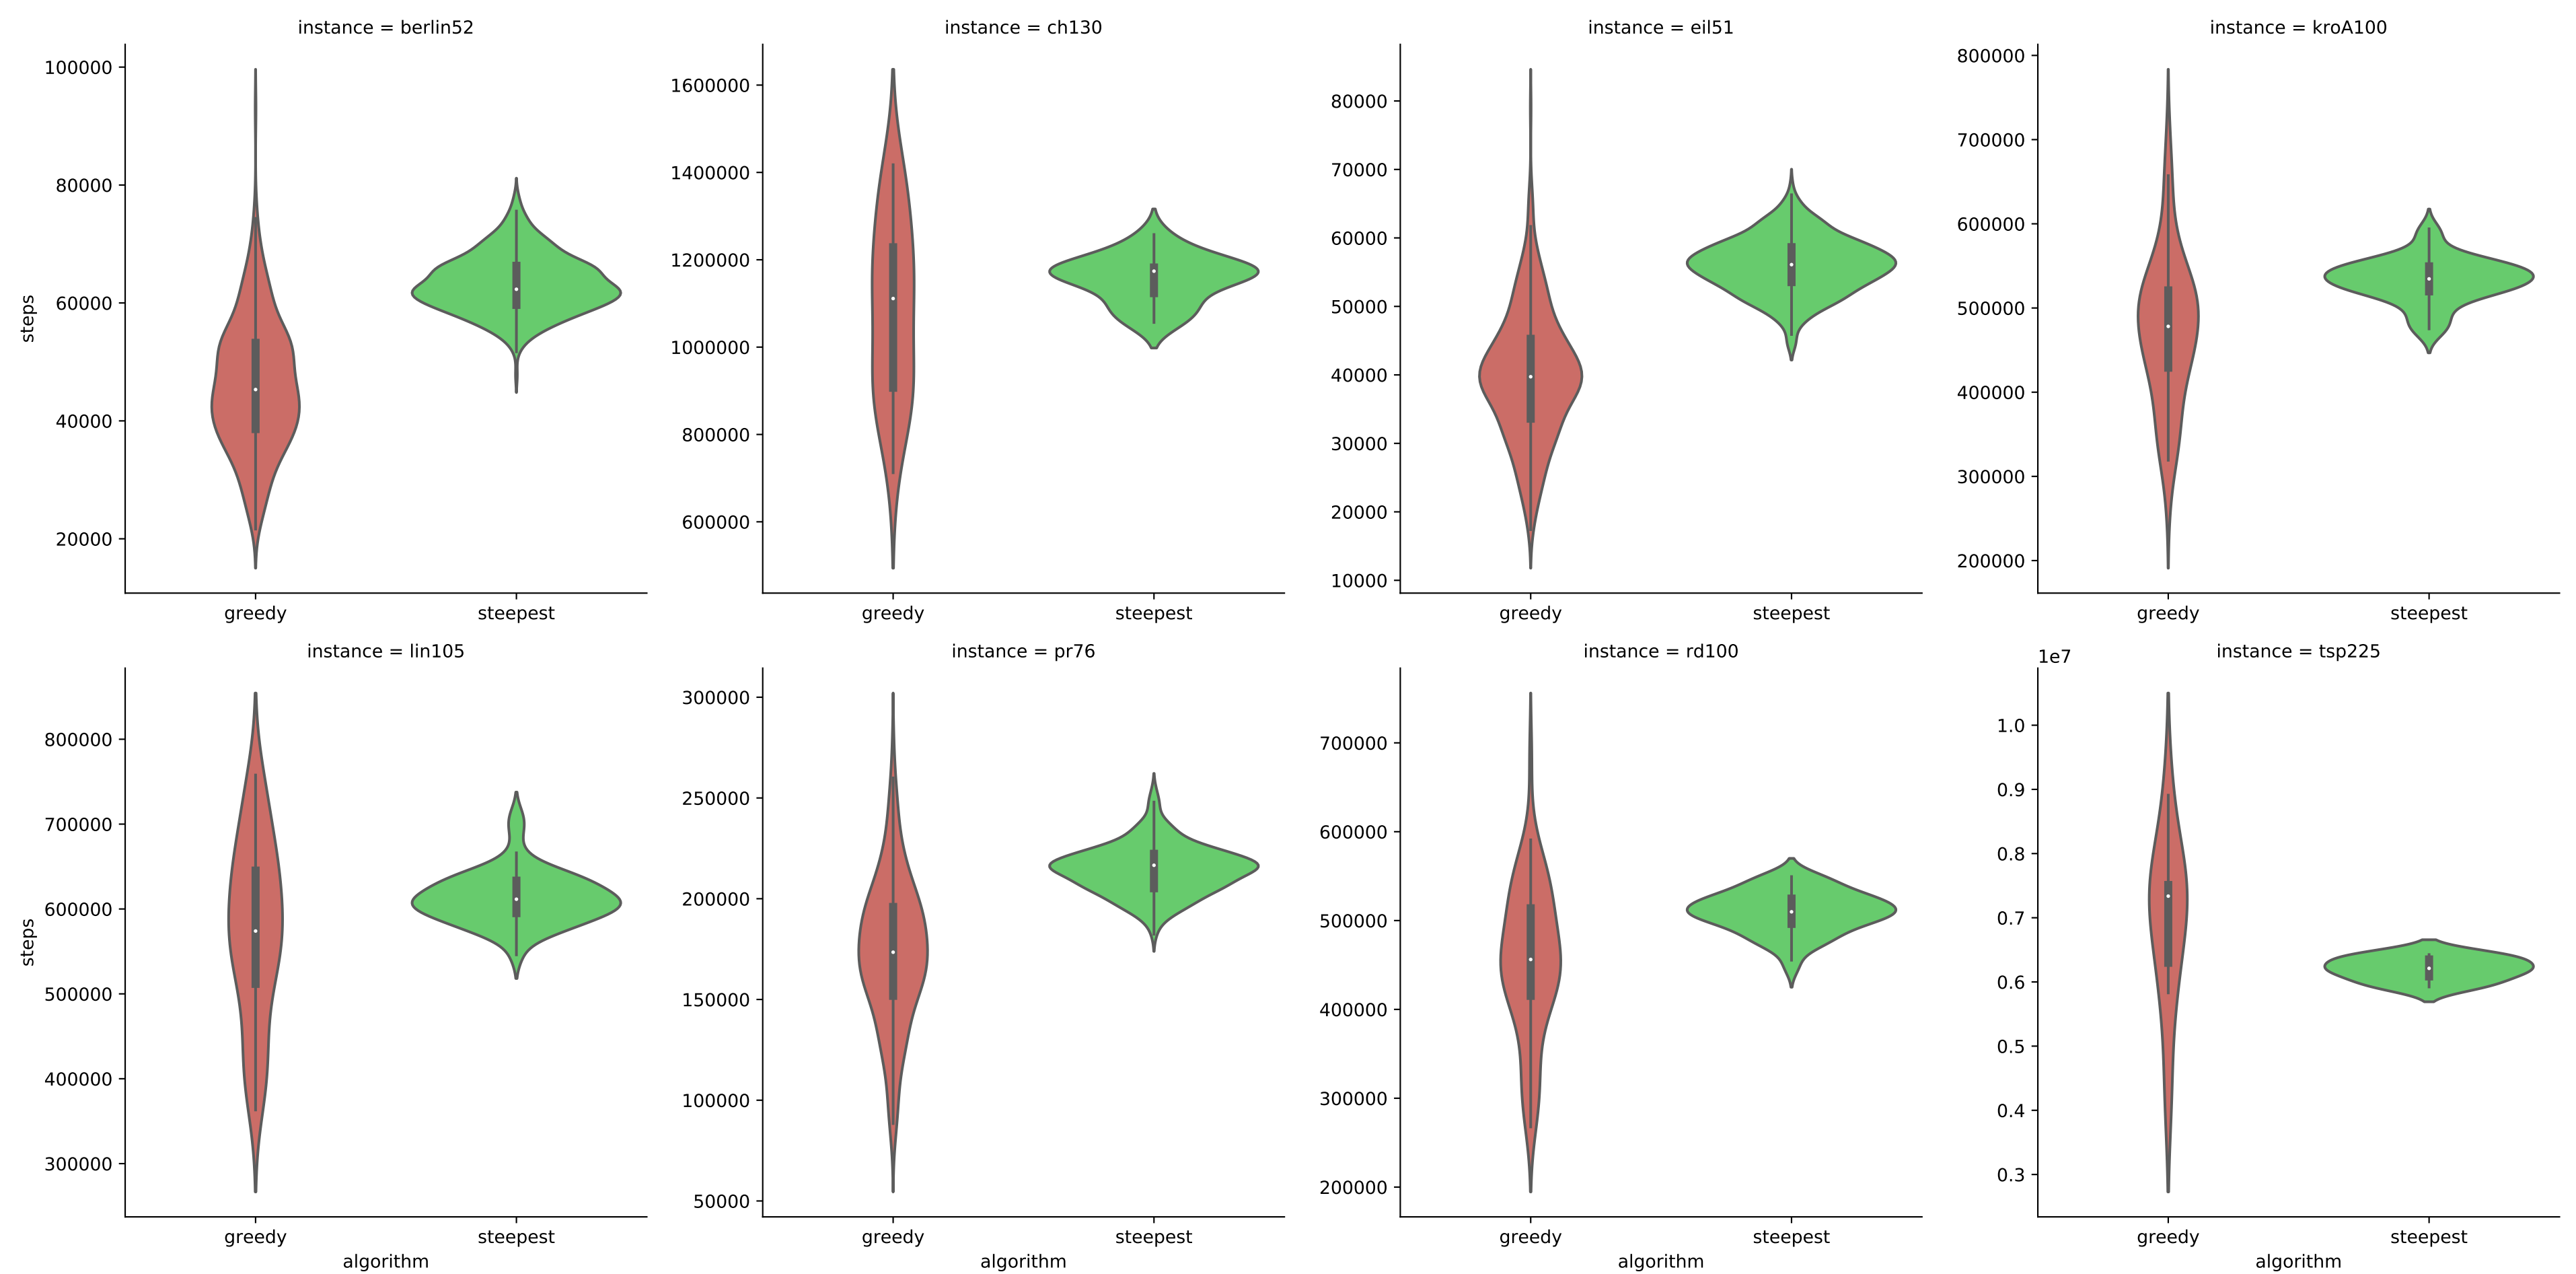 instance = berlin52
instance = ch130
instance = eil51
instance = kroA100
steps
100000
80000
60000
40000
20000
1600000
1400000
1200000
1000000
800000
600000
80000
70000
60000
50000
40000
30000
20000
10000
800000
700000
600000
500000
400000
300000
200000
greedy steepest
greedy steepest
greedy steepest
greedy steepest
instance = lin105
instance = pr76
instance = rd100
1e7
instance = tsp225
steps
800000
700000
600000
500000
400000
300000
300000
250000
200000
150000
100000
50000
700000
600000
500000
400000
300000
200000
1.0
0.9
0.8
0.7
0.6
0.5
0.4
0.3
greedy steepest
greedy steepest
greedy steepest
greedy steepest
algorithm
algorithm
algorithm
algorithm